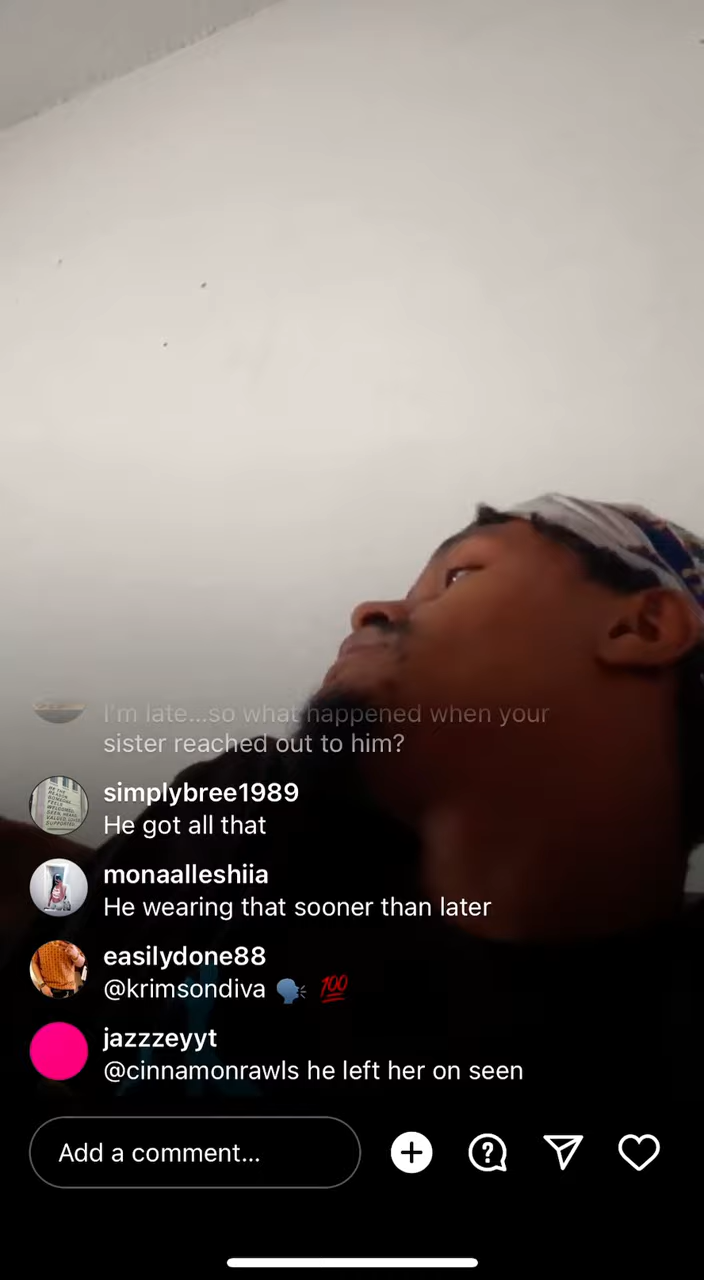 I'm late...so what happened when your
sister reached out to him?
simplybree1989
He got all that
monaalleshiia
He wearing that sooner than later
easilydone88
@krimsondiva 🗣️ 💯
jazzzeyyt
@cinnamonrawls he left her on seen
Add a comment...